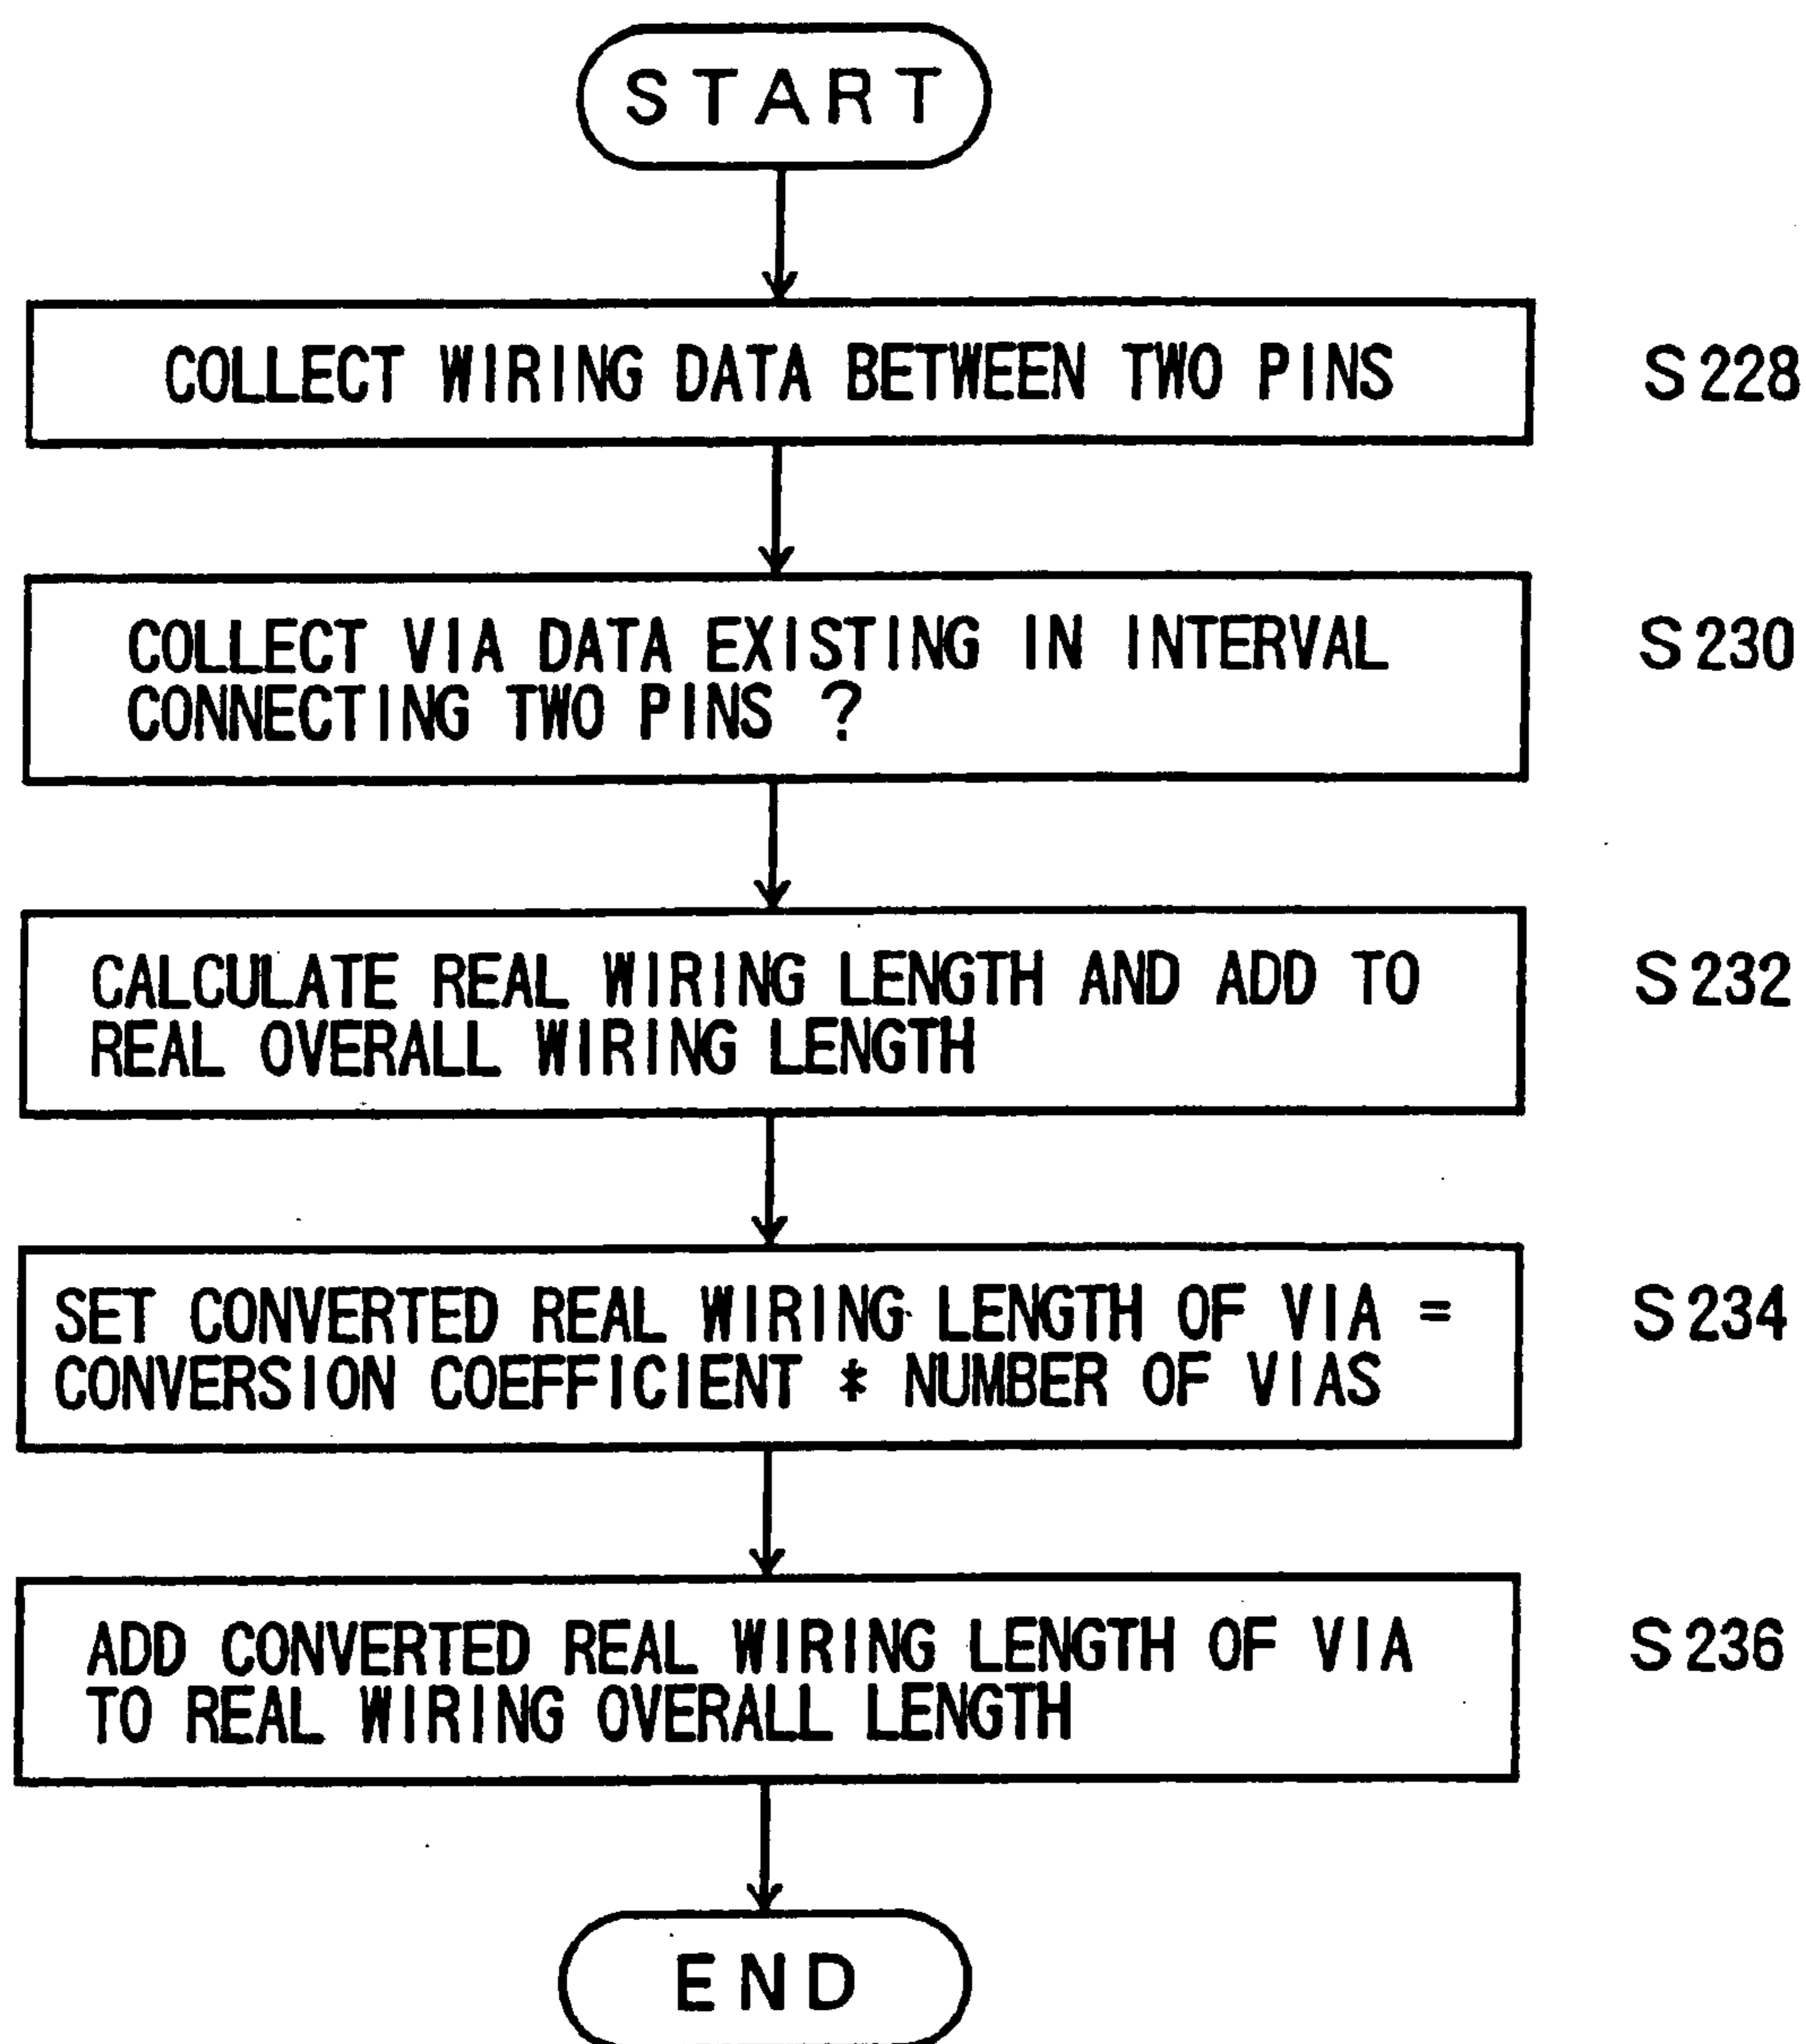 START
COLLECT WIRING DATA BETWEEN TWO PINS
S228
COLLECT VIA DATA EXISTING IN INTERVAL
CONNECTING TWO PINS ?
S230
CALCULATE REAL WIRING LENGTH AND ADD TO
REAL OVERALL WIRING LENGTH
S232
SET CONVERTED REAL WIRING LENGTH OF VIA =
CONVERSION COEFFICIENT * NUMBER OF VIAS
S234
ADD CONVERTED REAL WIRING LENGTH OF VIA
TO REAL WIRING OVERALL LENGTH
S236
END